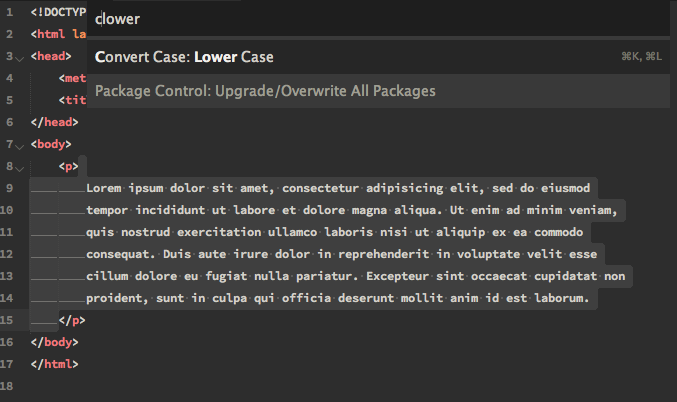 clower
Convert Case: Lower Case ⌘K, ⌘L
Package Control: Upgrade/Overwrite All Packages
1 <!DOCTYP
2 <html la
3 <head>
4 <met
5 <tit
6 </head>
7 <body>
8 <p>
9 Lorem ipsum dolor sit amet, consectetur adipisicing elit, sed do eiusmod
10 tempor incididunt ut labore et dolore magna aliqua. Ut enim ad minim veniam,
11 quis nostrud exercitation ullamco laboris nisi ut aliquip ex ea commodo
12 consequat. Duis aute irure dolor in reprehenderit in voluptate velit esse
13 cillum dolore eu fugiat nulla pariatur. Excepteur sint occaecat cupidatat non
14 proident, sunt in culpa qui officia deserunt mollit anim id est laborum.
15 </p>
16 </body>
17 </html>
18